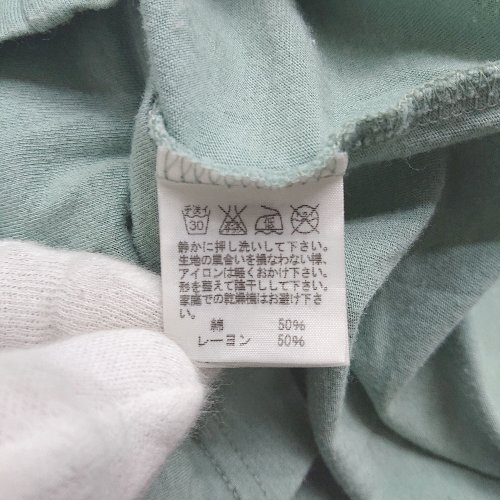 手洗イ
30
静かに押し洗いして下さい。
生地の風合いを損なわない様、
アイロンは軽くおかけ下さい。
形を整えて陰干しして下さい。
家庭での乾燥機はお避け下さ
い。
綿 50%
レーヨン 50%